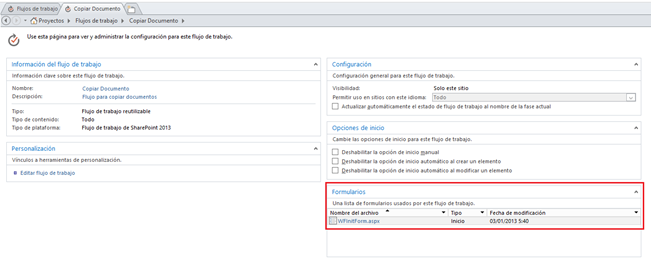 Flujos de trabajo Copiar Documento
Proyectos Flujos de trabajo Copiar Documento
Use esta página para ver y administrar la configuración para este flujo de trabajo.
Información del flujo de trabajo
Información clave sobre este flujo de trabajo.
Nombre: Copiar Documento
Descripción: Flujo para copiar documentos
Tipo: Flujo de trabajo reutilizable
Tipo de contenido: Todo
Tipo de plataforma: Flujo de trabajo de SharePoint 2013
Personalización
Vínculos a herramientas de personalización.
Editar flujo de trabajo
Configuración
Configuración general para este flujo de trabajo.
Visibilidad: Solo este sitio
Permitir uso en sitios con este idioma: Todo
Actualizar automáticamente el estado de flujo de trabajo al nombre de la fase actual
Opciones de inicio
Cambie las opciones de inicio para este flujo de trabajo.
Deshabilitar la opción de inicio manual
Deshabilitar la opción de inicio automático al crear un elemento
Deshabilitar la opción de inicio automático al modificar un elemento
Formularios
Una lista de formularios usados por este flujo de trabajo.
Nombre del archivo Tipo Fecha de modificación
WFInitForm.aspx Inicio 03/01/2013 5:40